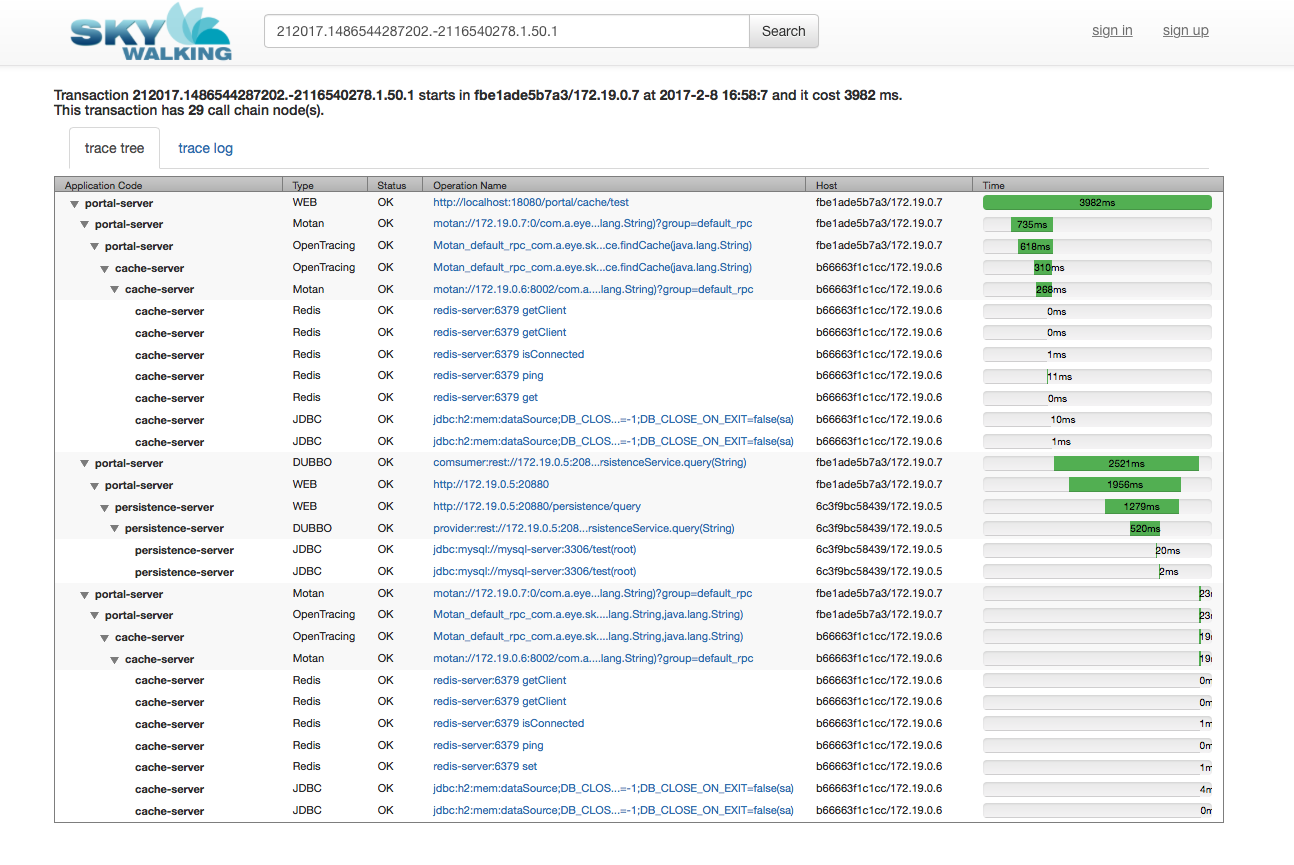 SKY WALKING
212017.1486544287202.-2116540278.1.50.1 Search sign in sign up
Transaction 212017.1486544287202.-2116540278.1.50.1 starts in fbe1ade5b7a3/172.19.0.7 at 2017-2-8 16:58:7 and it cost 3982 ms.
This transaction has 29 call chain node(s).
trace tree trace log
Application Code Type Status Operation Name Host Time
portal-server WEB OK http://localhost:18080/portal/cache/test fbe1ade5b7a3/172.19.0.7 3982ms
portal-server Motan OK motan://172.19.0.7:0/com.a.eye...lang.String)?group=default_rpc fbe1ade5b7a3/172.19.0.7 735ms
portal-server OpenTracing OK Motan_default_rpc_com.a.eye.sk...ce.findCache(java.lang.String) fbe1ade5b7a3/172.19.0.7 618ms
cache-server OpenTracing OK Motan_default_rpc_com.a.eye.sk...ce.findCache(java.lang.String) b66663f1c1cc/172.19.0.6 310ms
cache-server Motan OK motan://172.19.0.6:8002/com.a....lang.String)?group=default_rpc b66663f1c1cc/172.19.0.6 268ms
cache-server Redis OK redis-server:6379 getClient b66663f1c1cc/172.19.0.6 0ms
cache-server Redis OK redis-server:6379 getClient b66663f1c1cc/172.19.0.6 0ms
cache-server Redis OK redis-server:6379 isConnected b66663f1c1cc/172.19.0.6 1ms
cache-server Redis OK redis-server:6379 ping b66663f1c1cc/172.19.0.6 11ms
cache-server Redis OK redis-server:6379 get b66663f1c1cc/172.19.0.6 0ms
cache-server JDBC OK jdbc:h2:mem:dataSource;DB_CLOS...=-1;DB_CLOSE_ON_EXIT=false(sa) b66663f1c1cc/172.19.0.6 10ms
cache-server JDBC OK jdbc:h2:mem:dataSource;DB_CLOS...=-1;DB_CLOSE_ON_EXIT=false(sa) b66663f1c1cc/172.19.0.6 1ms
portal-server DUBBO OK comsumer:rest://172.19.0.5:208...rsistenceService.query(String) fbe1ade5b7a3/172.19.0.7 2521ms
portal-server WEB OK http://172.19.0.5:20880 fbe1ade5b7a3/172.19.0.7 1956ms
persistence-server WEB OK http://172.19.0.5:20880/persistence/query 6c3f9bc58439/172.19.0.5 1279ms
persistence-server DUBBO OK provider:rest://172.19.0.5:208...rsistenceService.query(String) 6c3f9bc58439/172.19.0.5 520ms
persistence-server JDBC OK jdbc:mysql://mysql-server:3306/test(root) 6c3f9bc58439/172.19.0.5 20ms
persistence-server JDBC OK jdbc:mysql://mysql-server:3306/test(root) 6c3f9bc58439/172.19.0.5 2ms
portal-server Motan OK motan://172.19.0.7:0/com.a.eye...lang.String)?group=default_rpc fbe1ade5b7a3/172.19.0.7 23
portal-server OpenTracing OK Motan_default_rpc_com.a.eye.sk....lang.String,java.lang.String) fbe1ade5b7a3/172.19.0.7 23
cache-server OpenTracing OK Motan_default_rpc_com.a.eye.sk....lang.String,java.lang.String) b66663f1c1cc/172.19.0.6 19
cache-server Motan OK motan://172.19.0.6:8002/com.a....lang.String)?group=default_rpc b66663f1c1cc/172.19.0.6 19
cache-server Redis OK redis-server:6379 getClient b66663f1c1cc/172.19.0.6 0m
cache-server Redis OK redis-server:6379 getClient b66663f1c1cc/172.19.0.6 0m
cache-server Redis OK redis-server:6379 isConnected b66663f1c1cc/172.19.0.6 1m
cache-server Redis OK redis-server:6379 ping b66663f1c1cc/172.19.0.6 0m
cache-server Redis OK redis-server:6379 set b66663f1c1cc/172.19.0.6 1m
cache-server JDBC OK jdbc:h2:mem:dataSource;DB_CLOS...=-1;DB_CLOSE_ON_EXIT=false(sa) b66663f1c1cc/172.19.0.6 4m
cache-server JDBC OK jdbc:h2:mem:dataSource;DB_CLOS...=-1;DB_CLOSE_ON_EXIT=false(sa) b66663f1c1cc/172.19.0.6 0m